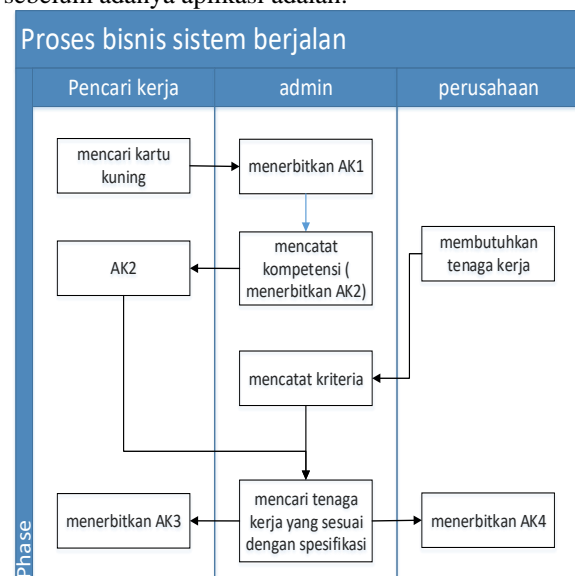 sebelum adanya aplikasi adalah:
Proses bisnis sistem berjalan
Pencari kerja
admin
perusahaan
mencari kartu
kuning
menerbitkan AK1
AK2
mencatat
kompetensi (
menerbitkan AK2)
membutuhkan
tenaga kerja
mencatat kriteria
menerbitkan AK3
mencari tenaga
kerja yang sesuai
dengan spesifikasi
menerbitkan AK4
Phase